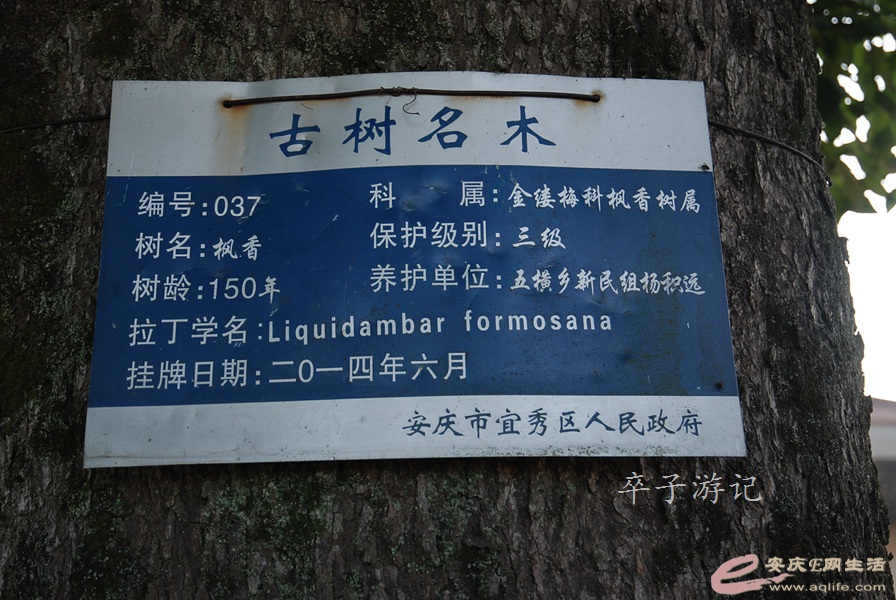 古树名木
编号:037 科 属:金缕梅科枫香树属
树名:枫香 保护级别:三级
树龄:150年 养护单位:五横乡新民组杨积远
拉丁学名:Liquidambar formosana
挂牌日期:二〇一四年六月
安庆市宜秀区人民政府
卒子游记
安庆E网生活
www.aqlife.com